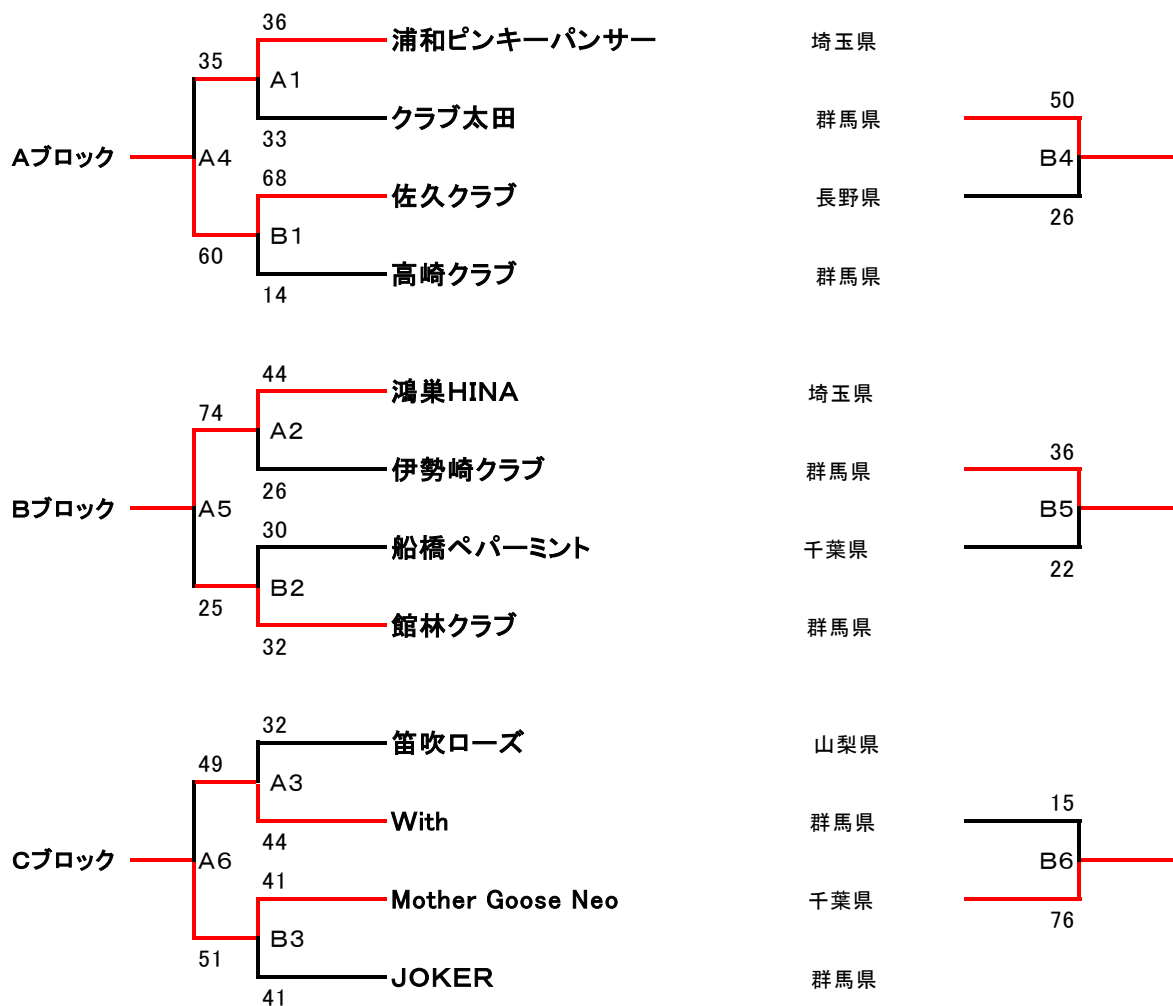 36
浦和ピンキーパンサー 埼玉県
35
A1
50
クラブ太田 群馬県
33
Aブロック A4 B4
68
佐久クラブ 長野県
26
B1
60
高崎クラブ 群馬県
14
44
鴻巣HINA 埼玉県
74
A2
36
伊勢崎クラブ 群馬県
26
Bブロック A5 B5
30
船橋ペパーミント 千葉県
22
B2
25
館林クラブ 群馬県
32
32
笛吹ローズ 山梨県
49
A3
15
With 群馬県
44
Cブロック A6 B6
41
Mother Goose Neo 千葉県
76
B3
51
JOKER 群馬県
41